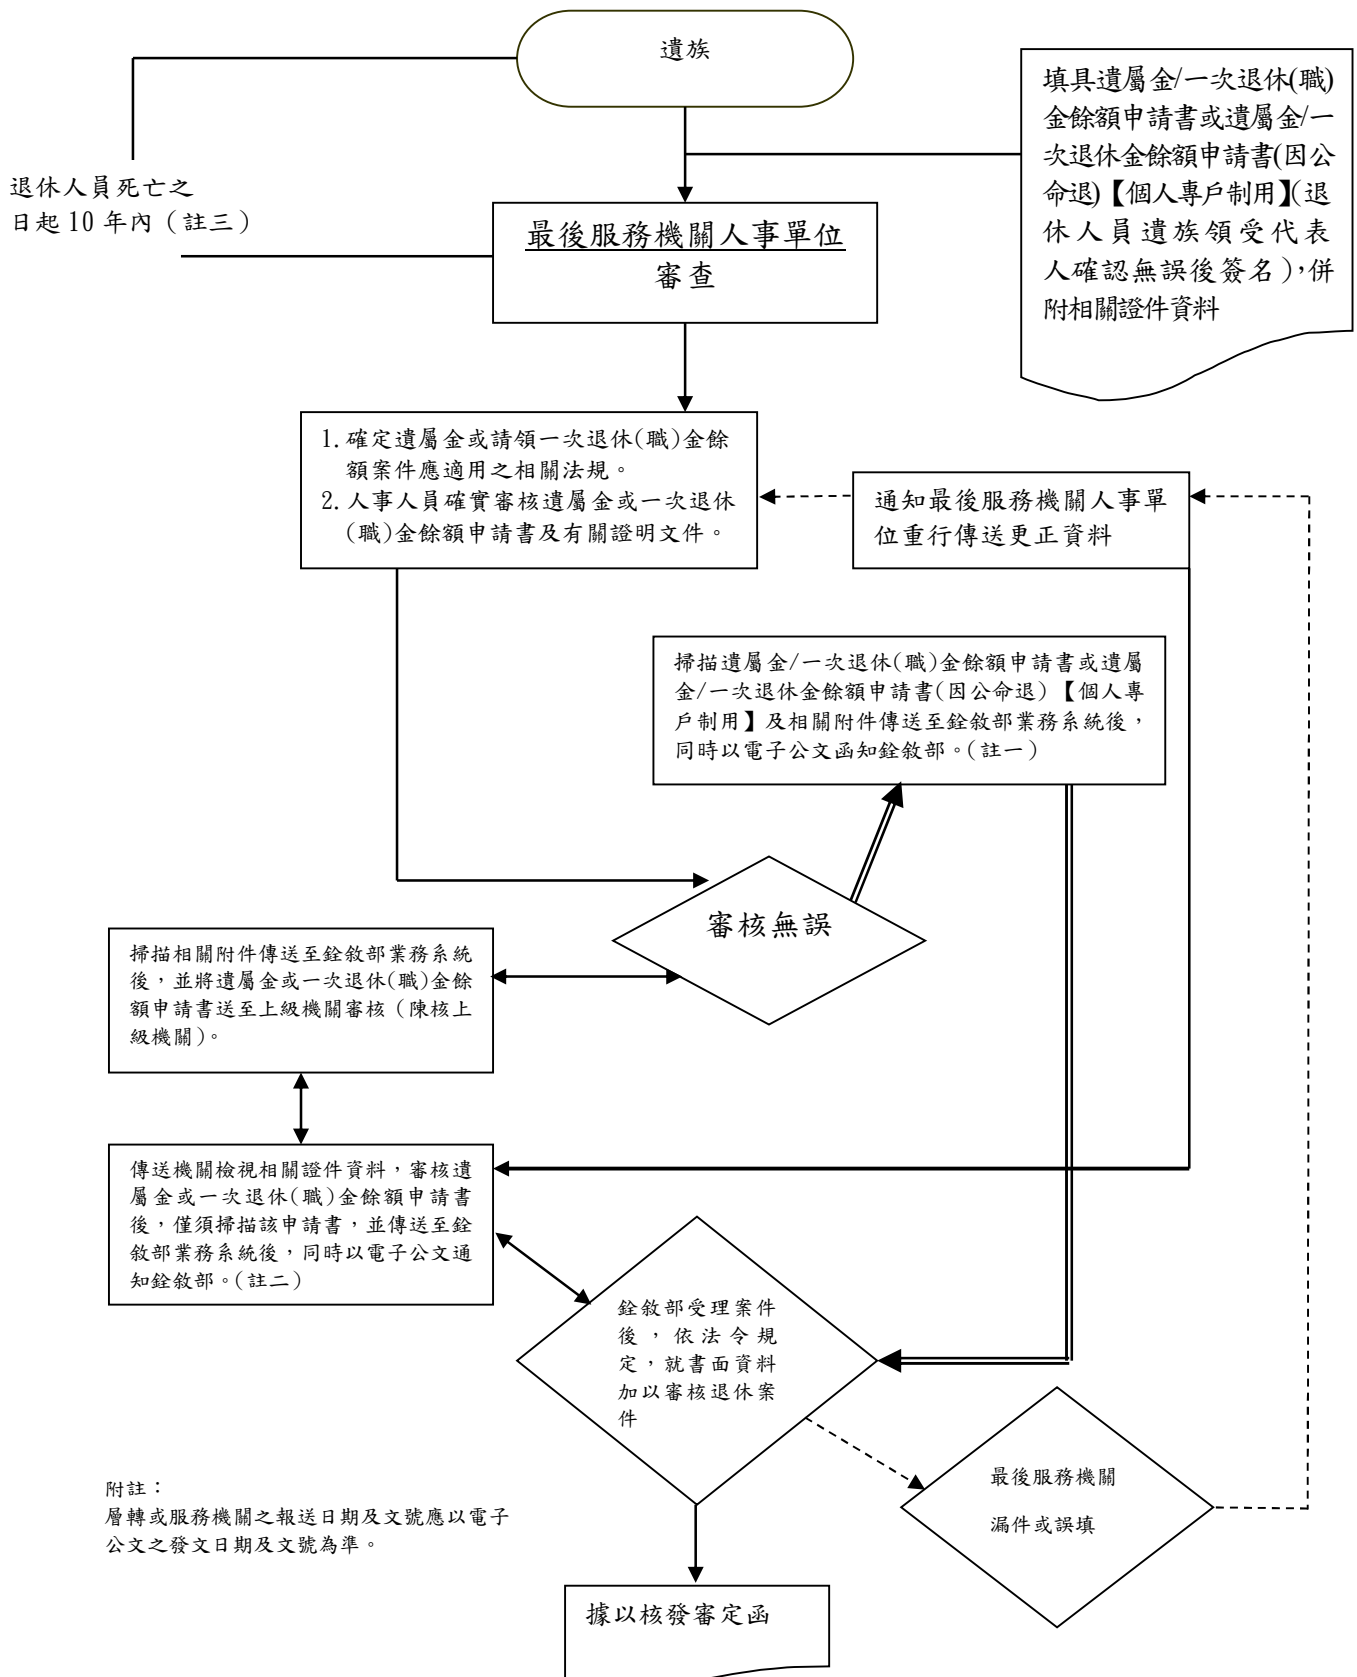 遺族
填具遺屬金/一次退休(職)
金餘額申請書或遺屬金/一
次退休金餘額申請書(因公
命退)【個人專戶制用】(退
休人員遺族領受代表
人確認無誤後簽名),併
附相關證件資料
退休人員死亡之
日起 10 年內（註三）
最後服務機關人事單位
審查
1. 確定遺屬金或請領一次退休(職)金餘
額案件應適用之相關法規。
2. 人事人員確實審核遺屬金或一次退休
(職)金餘額申請書及有關證明文件。
通知最後服務機關人事單
位重行傳送更正資料
掃描遺屬金/一次退休(職)金餘額申請書或遺屬
金/一次退休金餘額申請書(因公命退)【個人專
戶制用】及相關附件傳送至銓敘部業務系統後，
同時以電子公文函知銓敘部。(註一)
審核無誤
掃描相關附件傳送至銓敘部業務系統
後，並將遺屬金或一次退休(職)金餘
額申請書送至上級機關審核（陳核上
級機關）。
傳送機關檢視相關證件資料，審核遺
屬金或一次退休(職)金餘額申請書
後，僅須掃描該申請書，並傳送至銓
敘部業務系統後，同時以電子公文通
知銓敘部。(註二)
銓敘部受理案件
後，依法令規
定，就書面資料
加以審核退休案
件
最後服務機關
漏件或誤填
附註：
層轉或服務機關之報送日期及文號應以電子
公文之發文日期及文號為準。
據以核發審定函